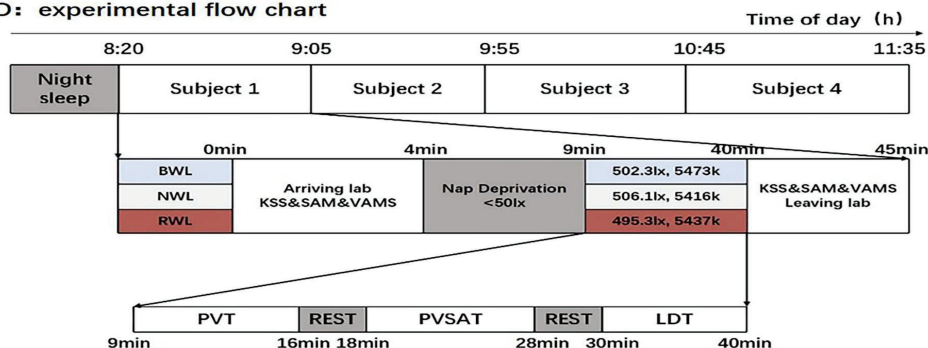 D: experimental flow chart
Time of day (h)
8:20 9:05 9:55 10:45 11:35
Night sleep
Subject 1 Subject 2 Subject 3 Subject 4
0min 4min 9min 40min 45min
BWL
NWL
RWL
Arriving lab
KSS&SAM&VAMS
Nap Deprivation
<50lx
502.3lx, 5473k
506.1lx, 5416k
495.3lx, 5437k
KSS&SAM&VAMS
Leaving lab
PVT REST PVSAT REST LDT
9min 16min 18min 28min 30min 40min